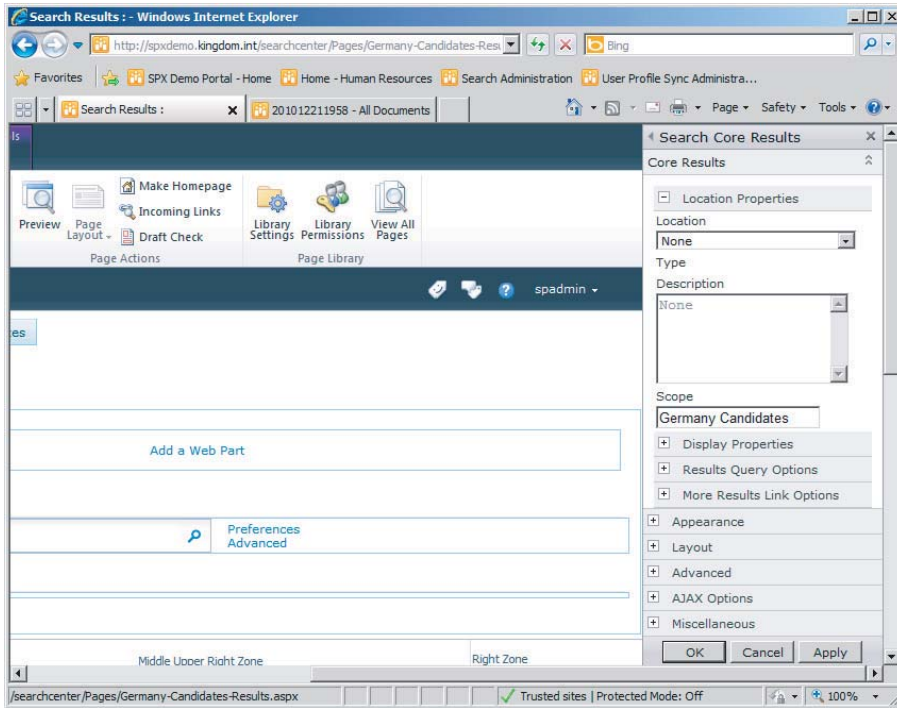 Search Results : - Windows Internet Explorer
http://spxdemo.kingdom.int/searchcenter/Pages/Germany-Candidates-Resu
Bing
Favorites SPX Demo Portal - Home Home - Human Resources Search Administration User Profile Sync Administra...
Search Results : 201012211958 - All Documents Page Safety Tools
ls
Preview
Page Layout
Make Homepage
Incoming Links
Draft Check
Page Actions
Library Settings
Library Permissions
View All Pages
Page Library
spadmin
es
Add a Web Part
Preferences
Advanced
Middle Upper Right Zone
Right Zone
Search Core Results
Core Results
Location Properties
Location
None
Type
Description
None
Scope
Germany Candidates
Display Properties
Results Query Options
More Results Link Options
Appearance
Layout
Advanced
AJAX Options
Miscellaneous
OK Cancel Apply
/searchcenter/Pages/Germany-Candidates-Results.aspx
Trusted sites | Protected Mode: Off
100%